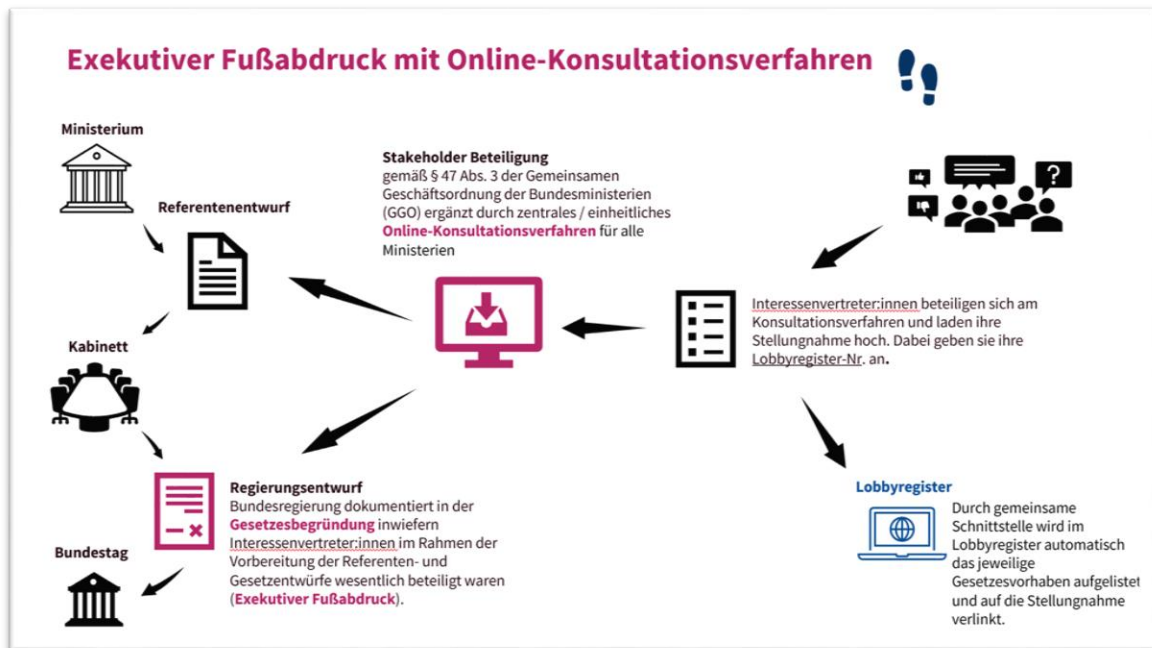 Exekutiver Fußabdruck mit Online-Konsultationsverfahren
Ministerium
Referentenentwurf
Kabinett
Stakeholder Beteiligung
gemäß § 47 Abs. 3 der Gemeinsamen
Geschäftsordnung der Bundesministerien
(GGO) ergänzt durch zentrales / einheitliches
Online-Konsultationsverfahren für alle
Ministerien
?
Interessenvertreter:innen beteiligen sich am
Konsultationsverfahren und laden ihre
Stellungnahme hoch. Dabei geben sie ihre
Lobbyregister-Nr. an.
Regierungsentwurf
Bundesregierung dokumentiert in der
Gesetzesbegründung inwiefern
Interessenvertreter:innen im Rahmen der
Vorbereitung der Referenten- und
Gesetzentwürfe wesentlich beteiligt waren
(Exekutiver Fußabdruck).
Bundestag
Lobbyregister
Durch gemeinsame
Schnittstelle wird im
Lobbyregister automatisch
das jeweilige
Gesetzesvorhaben aufgelistet
und auf die Stellungnahme
verlinkt.